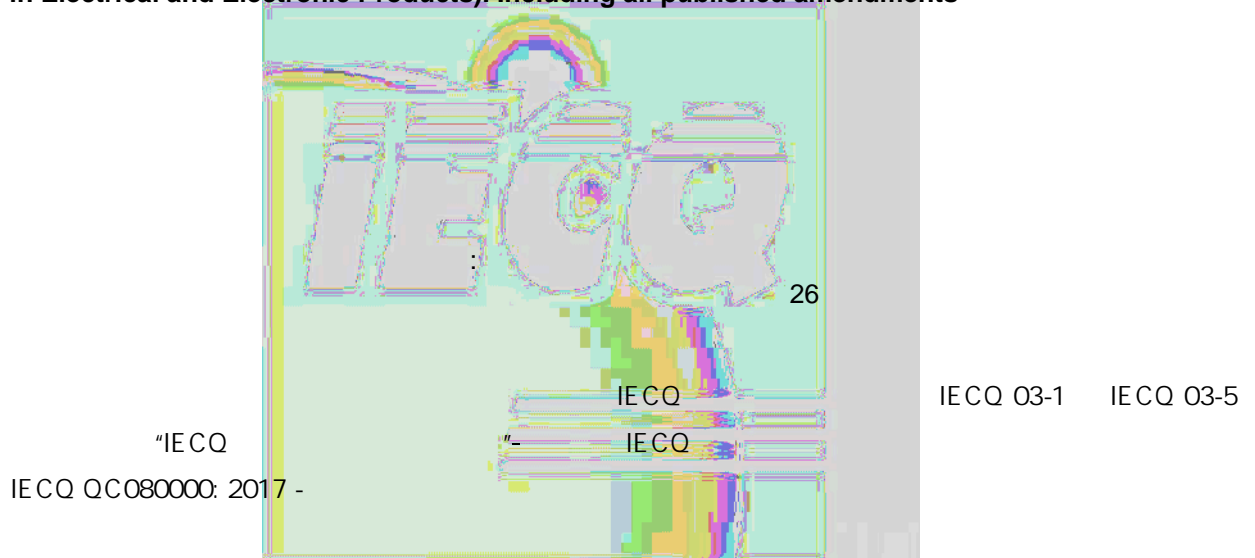 in Electrical and Electronic Products). Including all published amendments
IECQ
:
26
IECQ IECQ 03-1 IECQ 03-5
"IECQ "- IECQ
IECQ QC080000: 2017 -